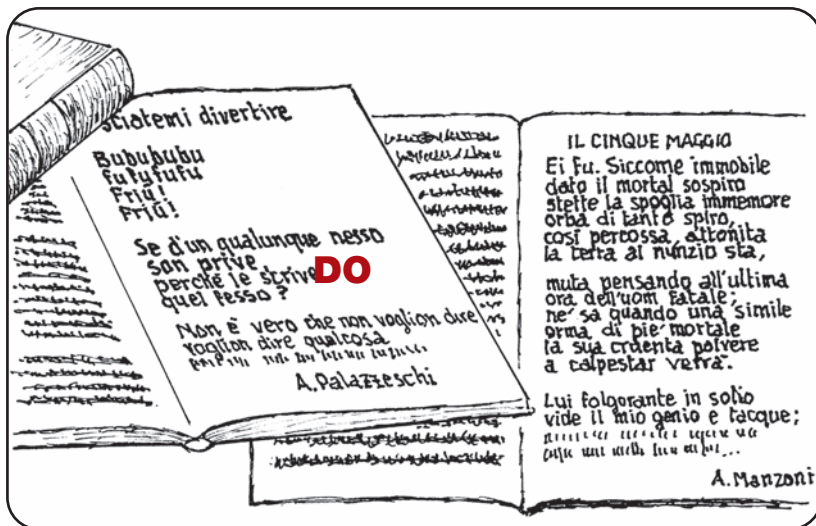 sciatemi divertire
Bubububu
fufufufu
Friù!
Friù!
Se d'un qualunque nesso
son prive
perché le scrive DO
quel fesso?
Non è vero che non voglion dire
voglion dire qualcosa
A.Palazzeschi
IL CINQUE MAGGIO
Ei fu. Siccome immobile
dato il mortal sospiro
stette la spoglia immemore
orba di tanto spiro,
così percossa, attonita
la terra al nunzio sta,
muta pensando all'ultima
ora dell'uom fatale;
ne' sa quando una simile
orma di pie' mortale
la sua cruenta polvere
a calpestar verrà.
Lui folgorante in solio
vide il mio genio e tacque;
A.Manzoni